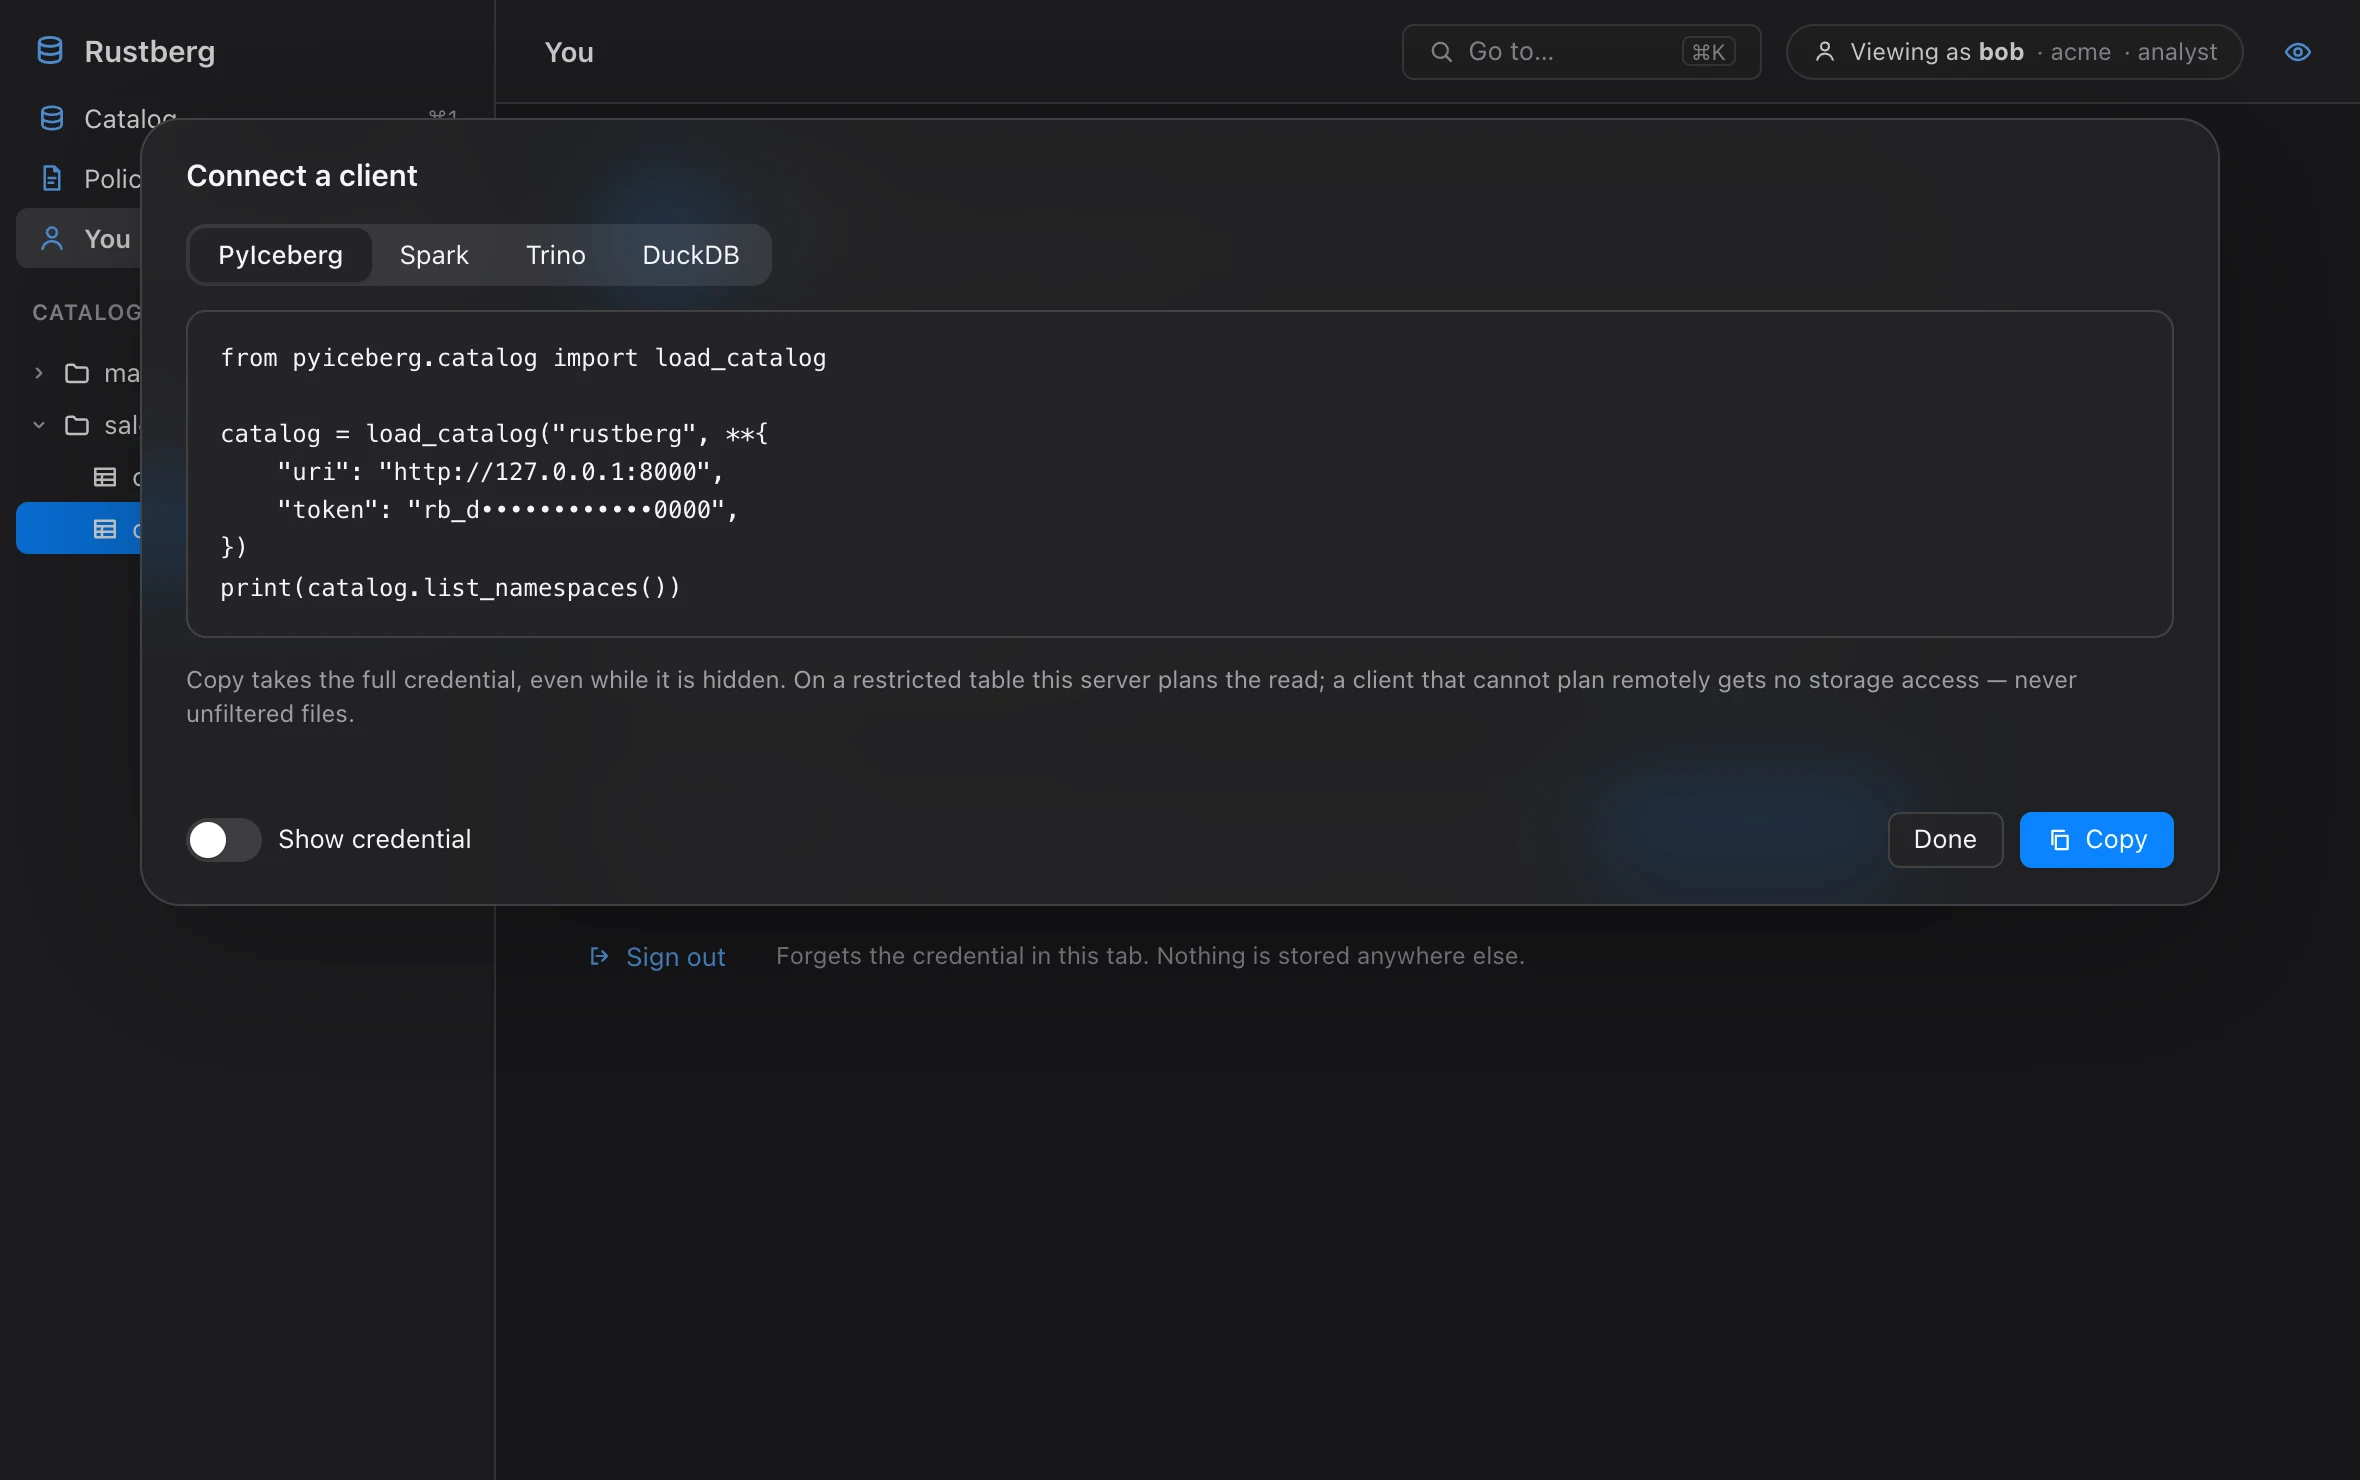 Rustberg
You
Go to...
⌘K
Viewing as bob · acme · analyst
Catalog
⌘1
You
CATALOG
Connect a client
PyIceberg
Spark
Trino
DuckDB
from pyiceberg.catalog import load_catalog
catalog = load_catalog("rustberg", **{
"uri": "http://127.0.0.1:8000",
"token": "rb_d••••••••••••0000",
})
print(catalog.list_namespaces())
Copy takes the full credential, even while it is hidden. On a restricted table this server plans the read; a client that cannot plan remotely gets no storage access — never
unfiltered files.
Show credential
Done
Copy
Sign out
Forgets the credential in this tab. Nothing is stored anywhere else.